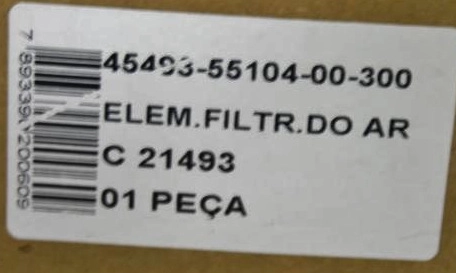 45493-55104-00-300
ELEM.FILTR.DO AR
C 21493
01 PEÇA